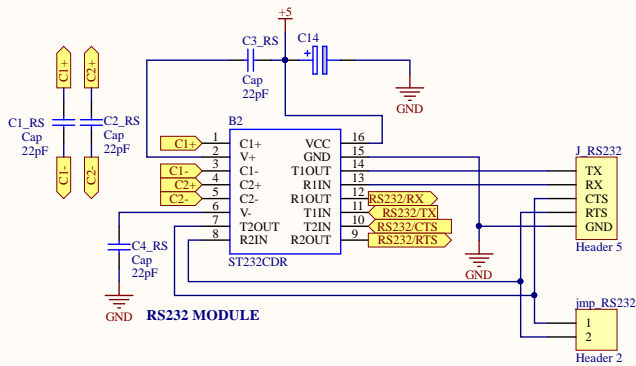 +5
C3_RS
C14
Cap
22pF
GND
C1+
C2+
C1_RS
Cap
22pF
C2_RS
Cap
22pF
C1-
C2-
B2
C1+
C1-
C2+
C2-
1 C1+ VCC 16
2 V+ GND 15
3 C1- T1OUT 14
4 C2+ R1IN 13
5 C2- R1OUT 12
6 V- T1IN 11
7 T2OUT T2IN 10
8 R2IN R2OUT 9
ST232CDR
RS232/RX
RS232/TX
RS232/CTS
RS232/RTS
J_RS232
TX
RX
CTS
RTS
GND
Header 5
GND
C4_RS
Cap
22pF
GND
RS232 MODULE
jmp_RS232
1
2
Header 2